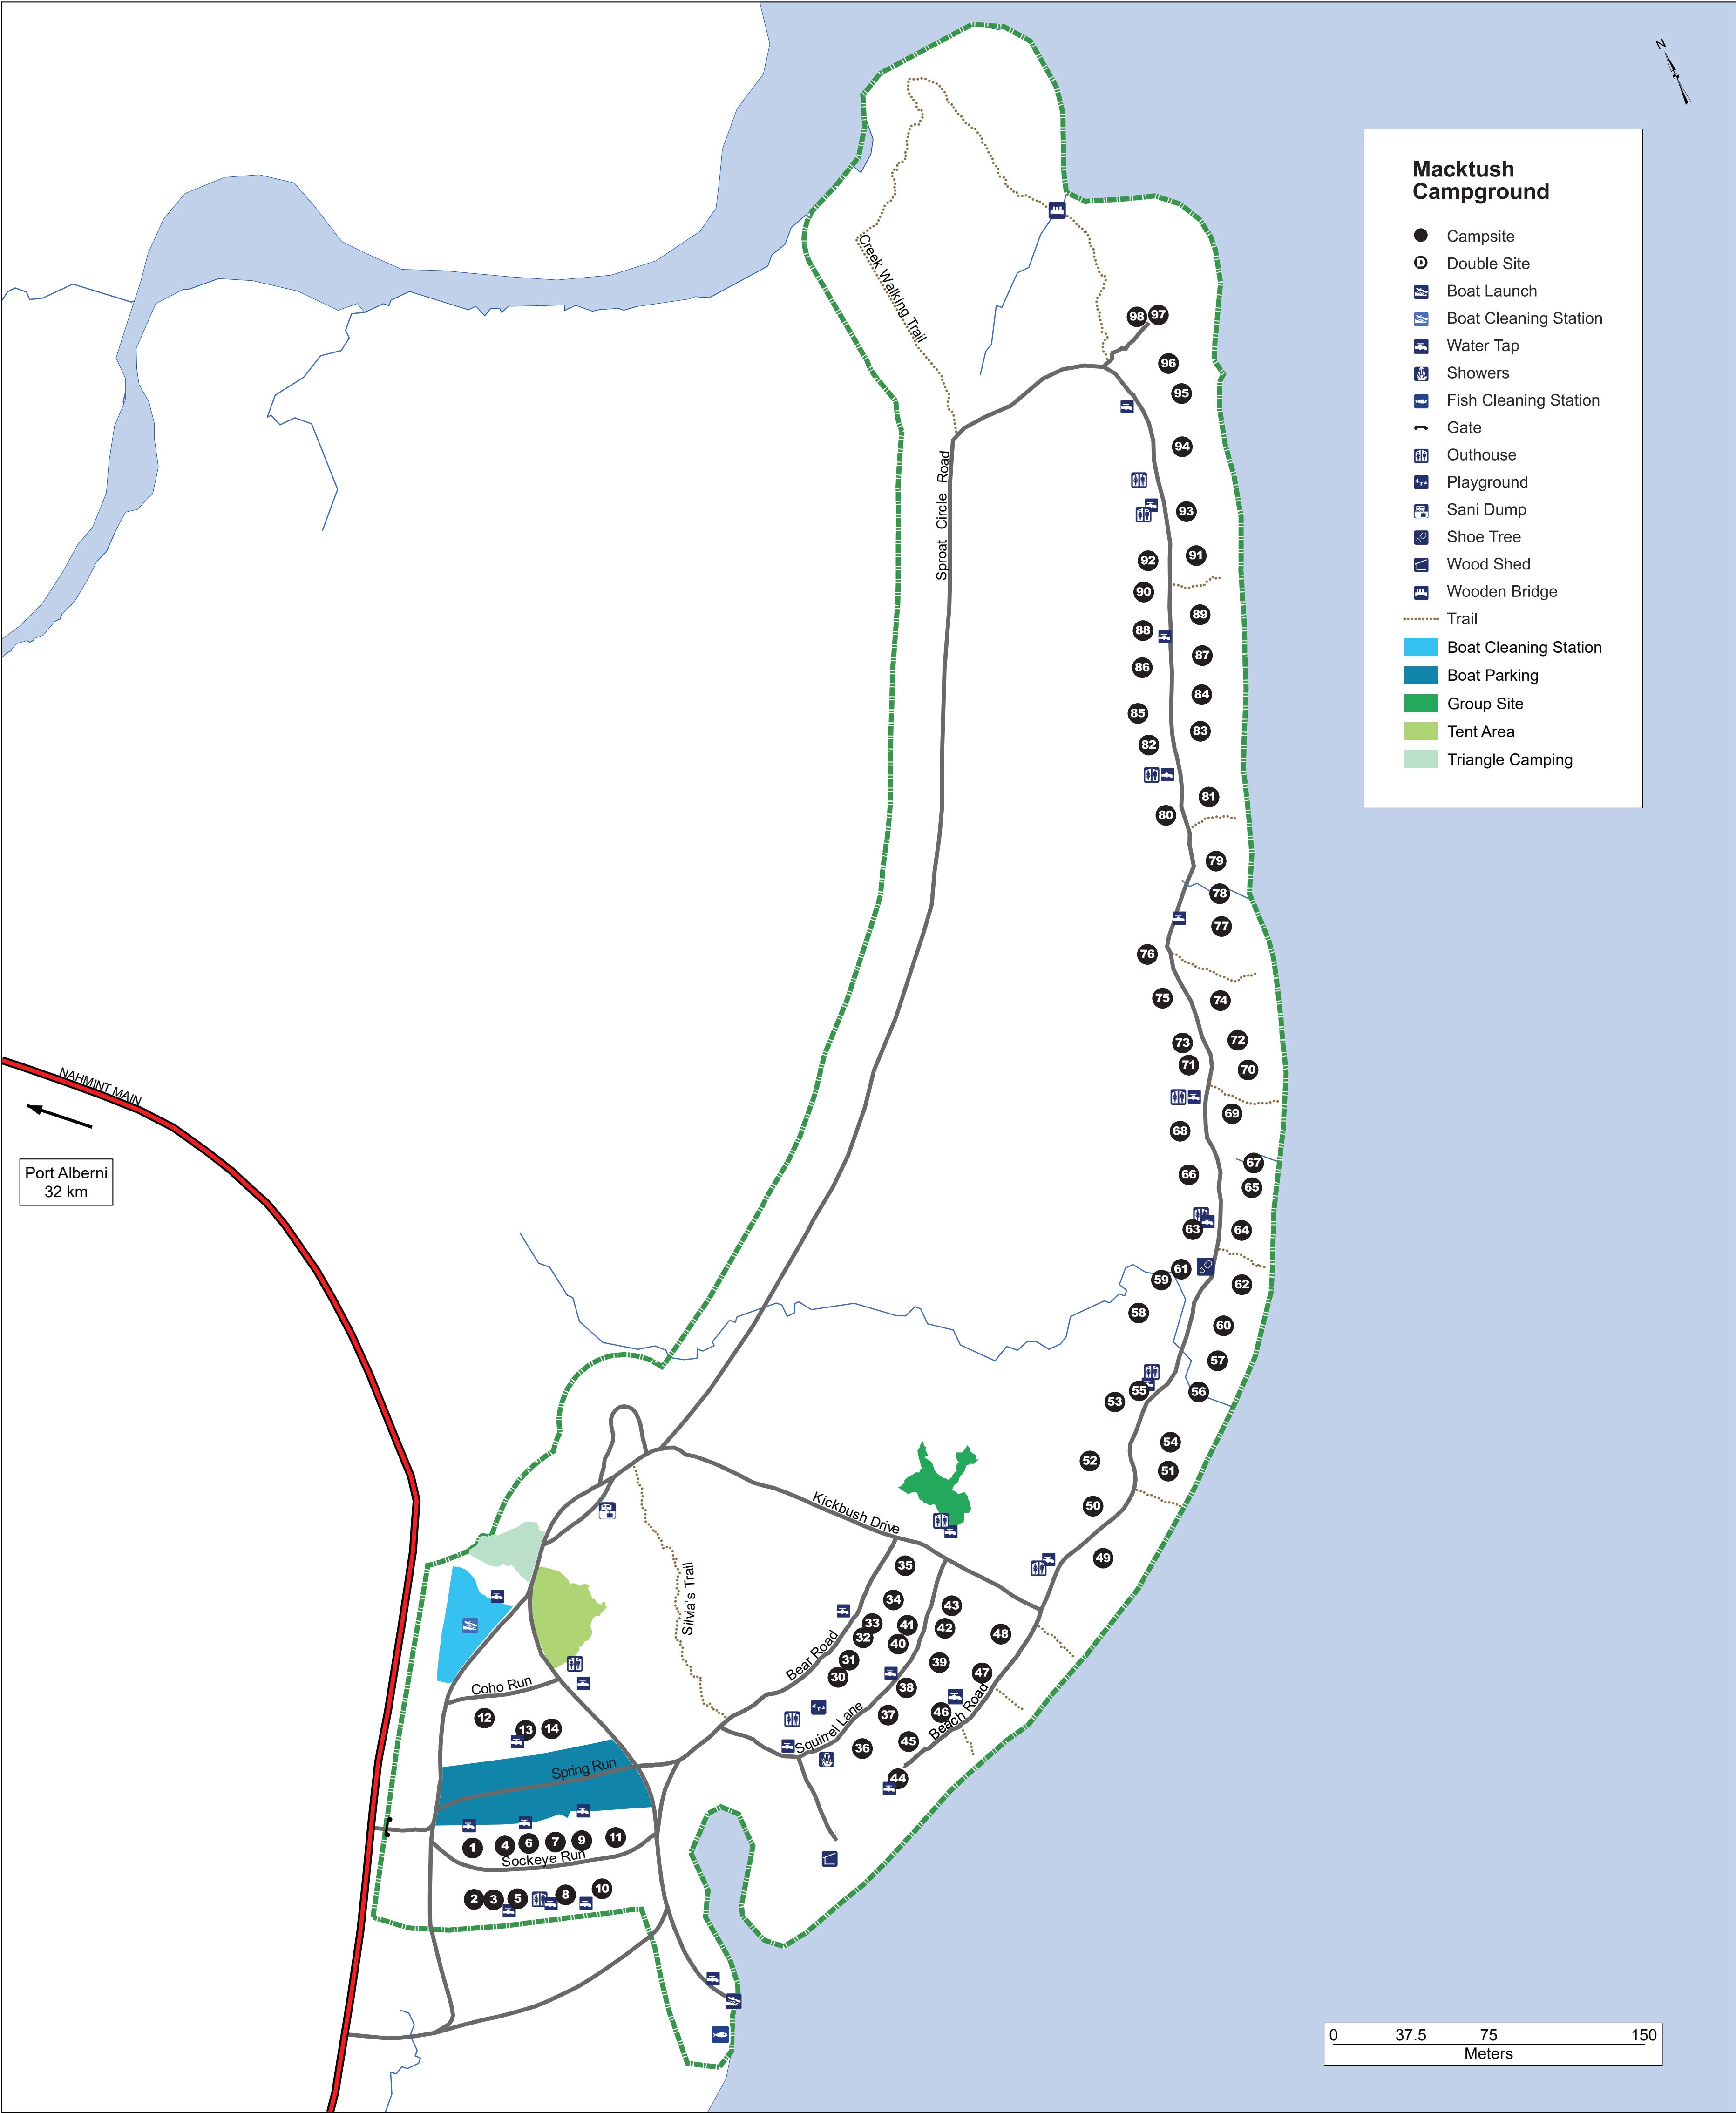 N
Macktush
Campground
Campsite
D
Double Site
Boat Launch
Boat Cleaning Station
Water Tap
Showers
Fish Cleaning Station
Gate
Outhouse
Playground
Sani Dump
Shoe Tree
Wood Shed
Wooden Bridge
Trail
Boat Cleaning Station
Boat Parking
Group Site
Tent Area
Triangle Camping
Creek Walking Trail
98
97
96
95
94
Sproat Circle Road
93
92
91
90
89
88
87
86
84
85
83
82
81
80
79
78
77
76
75
74
73
72
71
70
69
68
67
66
65
63
64
61
59
62
58
60
57
55
56
53
54
52
51
50
49
NAHMINT MAIN
Port Alberni
32 km
Kickbush Drive
Silvia's Trail
35
34
43
33
41
42
48
32
40
31
39
30
47
Bear Road
38
37
46
Squirrel Lane
Beach Road
36
45
44
Coho Run
12
13
14
Spring Run
1
4
6
7
9
11
Sockeye Run
2
3
5
8
10
0
37.5
75
150
Meters